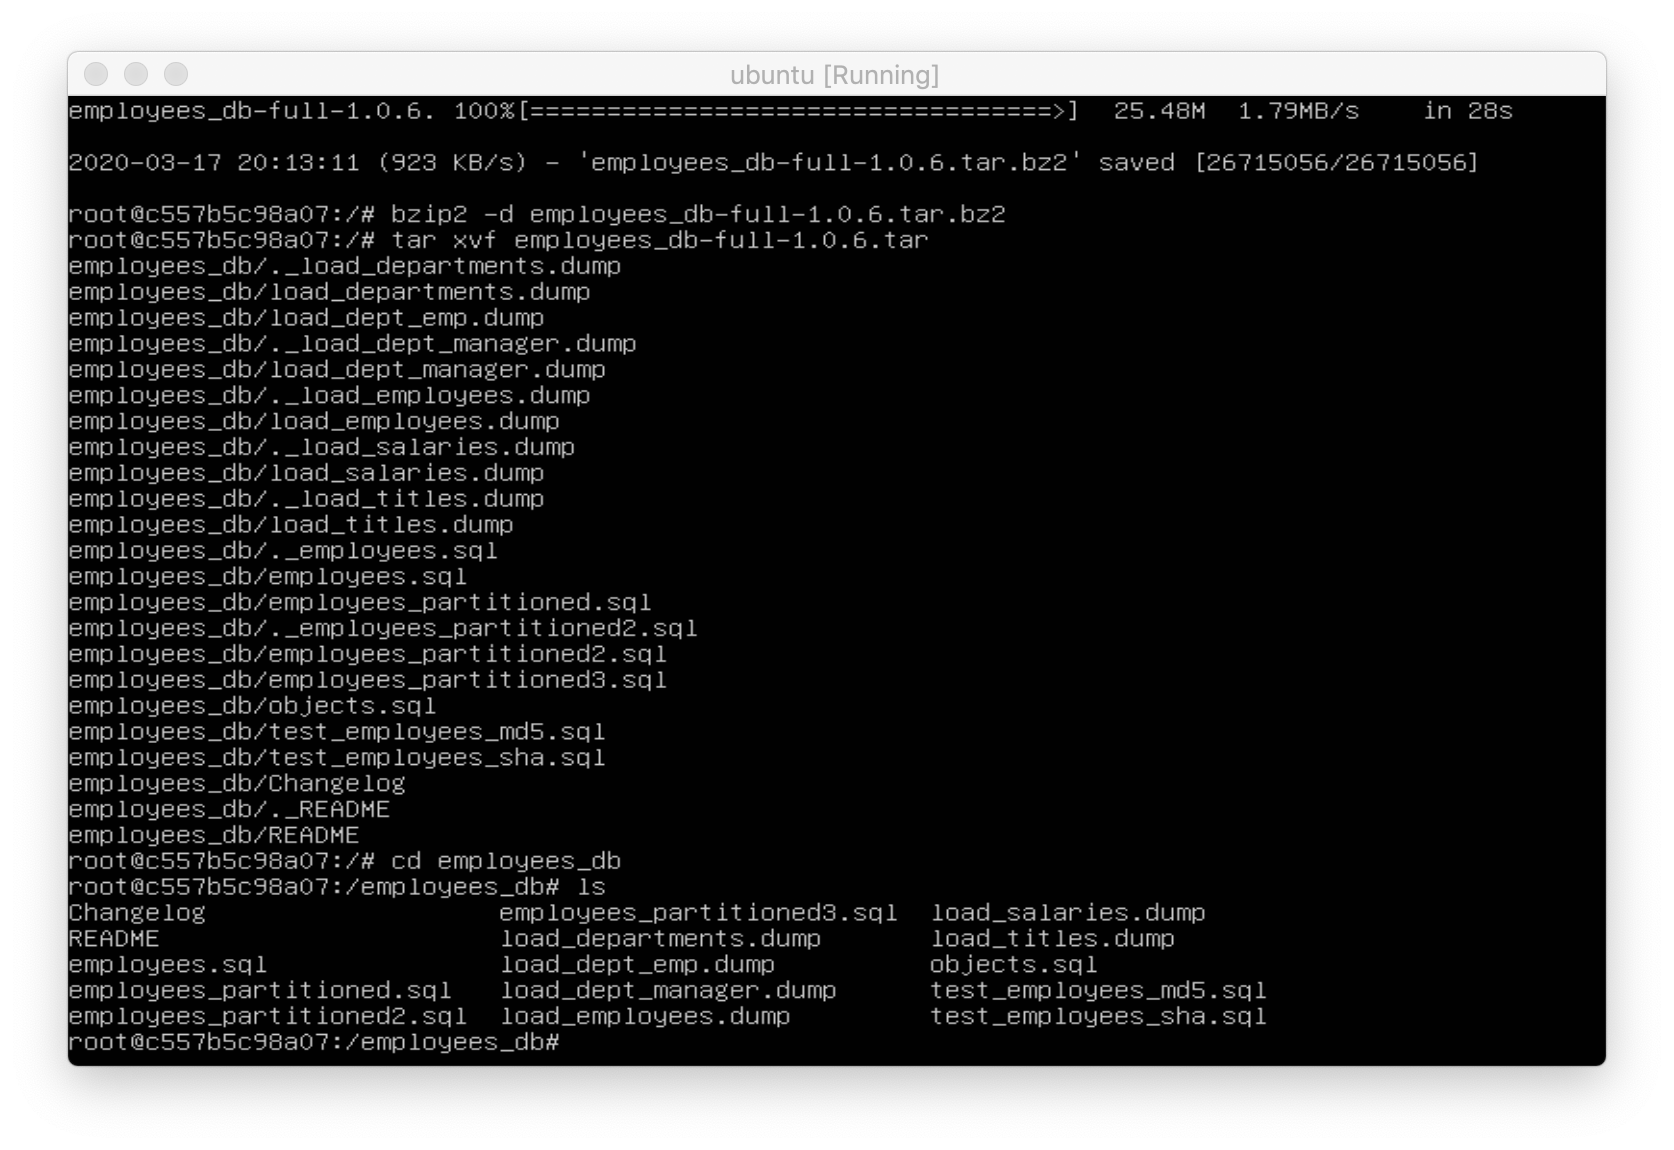 ubuntu [Running]
employees_db-full-1.0.6. 100%[==================================>]  25.48M  1.79MB/s    in 28s
2020-03-17 20:13:11 (923 KB/s) - 'employees_db-full-1.0.6.tar.bz2' saved [26715056/26715056]
root@c557b5c98a07:/# bzip2 -d employees_db-full-1.0.6.tar.bz2
root@c557b5c98a07:/# tar xvf employees_db-full-1.0.6.tar
employees_db/._load_departments.dump
employees_db/load_departments.dump
employees_db/load_dept_emp.dump
employees_db/._load_dept_manager.dump
employees_db/load_dept_manager.dump
employees_db/._load_employees.dump
employees_db/load_employees.dump
employees_db/._load_salaries.dump
employees_db/load_salaries.dump
employees_db/._load_titles.dump
employees_db/load_titles.dump
employees_db/._employees.sql
employees_db/employees.sql
employees_db/employees_partitioned.sql
employees_db/._employees_partitioned2.sql
employees_db/employees_partitioned2.sql
employees_db/employees_partitioned3.sql
employees_db/objects.sql
employees_db/test_employees_md5.sql
employees_db/test_employees_sha.sql
employees_db/Changelog
employees_db/._README
employees_db/README
root@c557b5c98a07:/# cd employees_db
root@c557b5c98a07:/employees_db# ls
Changelog                   employees_partitioned3.sql  load_salaries.dump
README                      load_departments.dump       load_titles.dump
employees.sql               load_dept_emp.dump          objects.sql
employees_partitioned.sql   load_dept_manager.dump      test_employees_md5.sql
employees_partitioned2.sql  load_employees.dump         test_employees_sha.sql
root@c557b5c98a07:/employees_db#